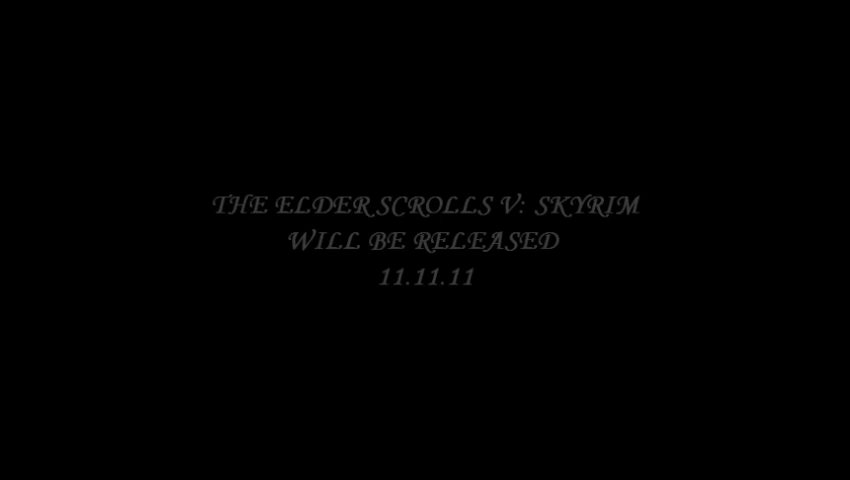 THE ELDER SCROLLS V: SKYRIM
WILL BE RELEASED
11.11.11